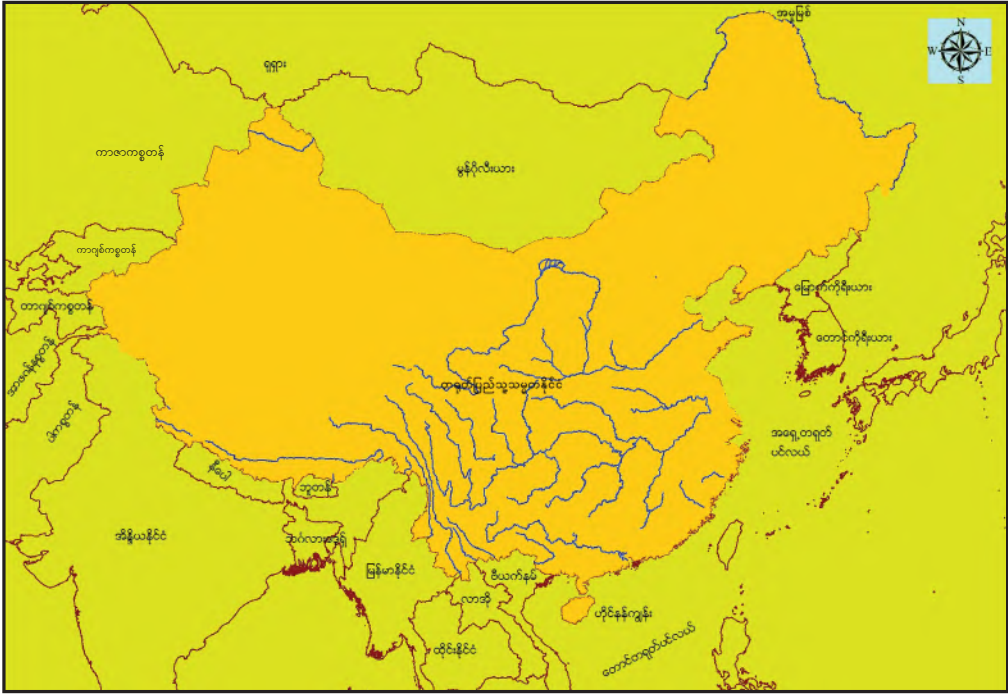 အမူမြစ်
N
W E
S
ရုရှား
ကာဇာကစ္စတန်
မွန်ဂိုလီးယား
ကာဂျစ်ကစ္စတန်
မြောက်ကိုရီးယား
တာဂျစ်ကစ္စတန်
တောင်ကိုရီးယား
တရုတ်ပြည်သူ့သမ္မတနိုင်ငံ
ပါကစ္စတန်
အရှေ့တရုတ်
ပင်လယ်
နီပေါ
ဘူတန်
အိန္ဒိယနိုင်ငံ
ဘင်္ဂလားဒေ့ရှ်
မြန်မာနိုင်ငံ
ဗီယက်နမ်
လာအို
ဟိုင်နန်ကျွန်း
ထိုင်းနိုင်ငံ
တောင်တရုတ်ပင်လယ်